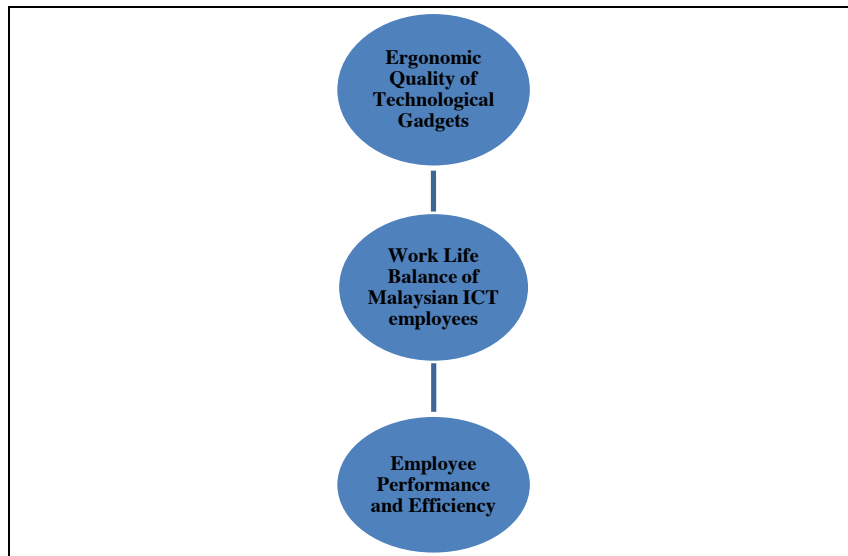 Ergonomic
Quality of
Technological
Gadgets
Work Life
Balance of
Malaysian ICT
employees
Employee
Performance
and Efficiency